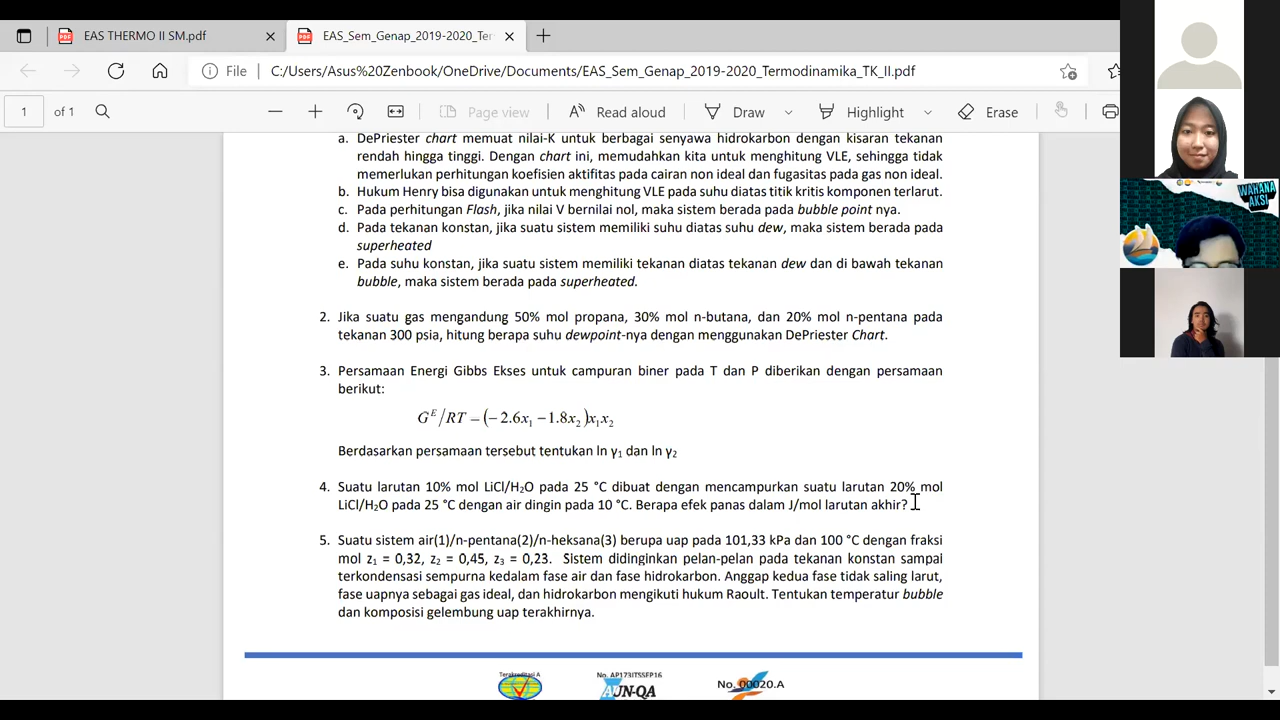 EAS THERMO II SM.pdf
EAS_Sem_Genap_2019-2020_Ter
File
C:/Users/Asus%20Zenbook/OneDrive/Documents/EAS_Sem_Genap_2019-2020_Termodinamika_TK_II.pdf
1 of 1
Page view
Read aloud
Draw
Highlight
Erase
a. DePriester chart memuat nilai-K untuk berbagai senyawa hidrokarbon dengan kisaran tekanan
rendah hingga tinggi. Dengan chart ini, memudahkan kita untuk menghitung VLE, sehingga tidak
memerlukan perhitungan koefisien aktifitas pada cairan non ideal dan fugasitas pada gas non ideal.
b. Hukum Henry bisa digunakan untuk menghitung VLE pada suhu diatas titik kritis komponen terlarut.
c. Pada perhitungan Flash, jika nilai V bernilai nol, maka sistem berada pada bubble point nya.
d. Pada tekanan konstan, jika suatu sistem memiliki suhu diatas suhu dew, maka sistem berada pada
superheated
e. Pada suhu konstan, jika suatu sistem memiliki tekanan diatas tekanan dew dan di bawah tekanan
bubble, maka sistem berada pada superheated.
2. Jika suatu gas mengandung 50% mol propana, 30% mol n-butana, dan 20% mol n-pentana pada
tekanan 300 psia, hitung berapa suhu dewpoint-nya dengan menggunakan DePriester Chart.
3. Persamaan Energi Gibbs Ekses untuk campuran biner pada T dan P diberikan dengan persamaan
berikut:
G^E/RT = (−2.6x₁ −1.8x₂)x₁x₂
Berdasarkan persamaan tersebut tentukan ln γ₁ dan ln γ₂
4. Suatu larutan 10% mol LiCl/H₂O pada 25 °C dibuat dengan mencampurkan suatu larutan 20% mol
LiCl/H₂O pada 25 °C dengan air dingin pada 10 °C. Berapa efek panas dalam J/mol larutan akhir?
5. Suatu sistem air(1)/n-pentana(2)/n-heksana(3) berupa uap pada 101,33 kPa dan 100 °C dengan fraksi
mol z₁ = 0,32, z₂ = 0,45, z₃ = 0,23. Sistem didinginkan pelan-pelan pada tekanan konstan sampai
terkondensasi sempurna kedalam fase air dan fase hidrokarbon. Anggap kedua fase tidak saling larut,
fase uapnya sebagai gas ideal, dan hidrokarbon mengikuti hukum Raoult. Tentukan temperatur bubble
dan komposisi gelembung uap terakhirnya.
Terakreditasi A
No. AP173ITSSEP16
AUN-QA
No. 00020.A
WAHANA
AKSI